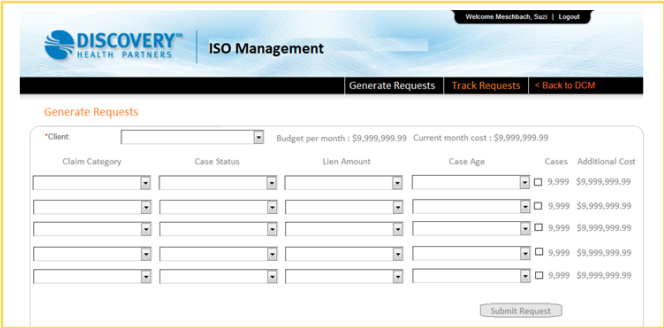 Welcome Meschbach, Suzi | Logout
DISCOVERY™
HEALTH PARTNERS
ISO Management
Generate Requests Track Requests < Back to DCM
Generate Requests
*Client: Budget per month : $9,999,999.99 Current month cost : $9,999,999.99
Claim Category Case Status Lien Amount Case Age Cases Additional Cost
9,999 $9,999,999.99
9,999 $9,999,999.99
9,999 $9,999,999.99
9,999 $9,999,999.99
9,999 $9,999,999.99
Submit Request